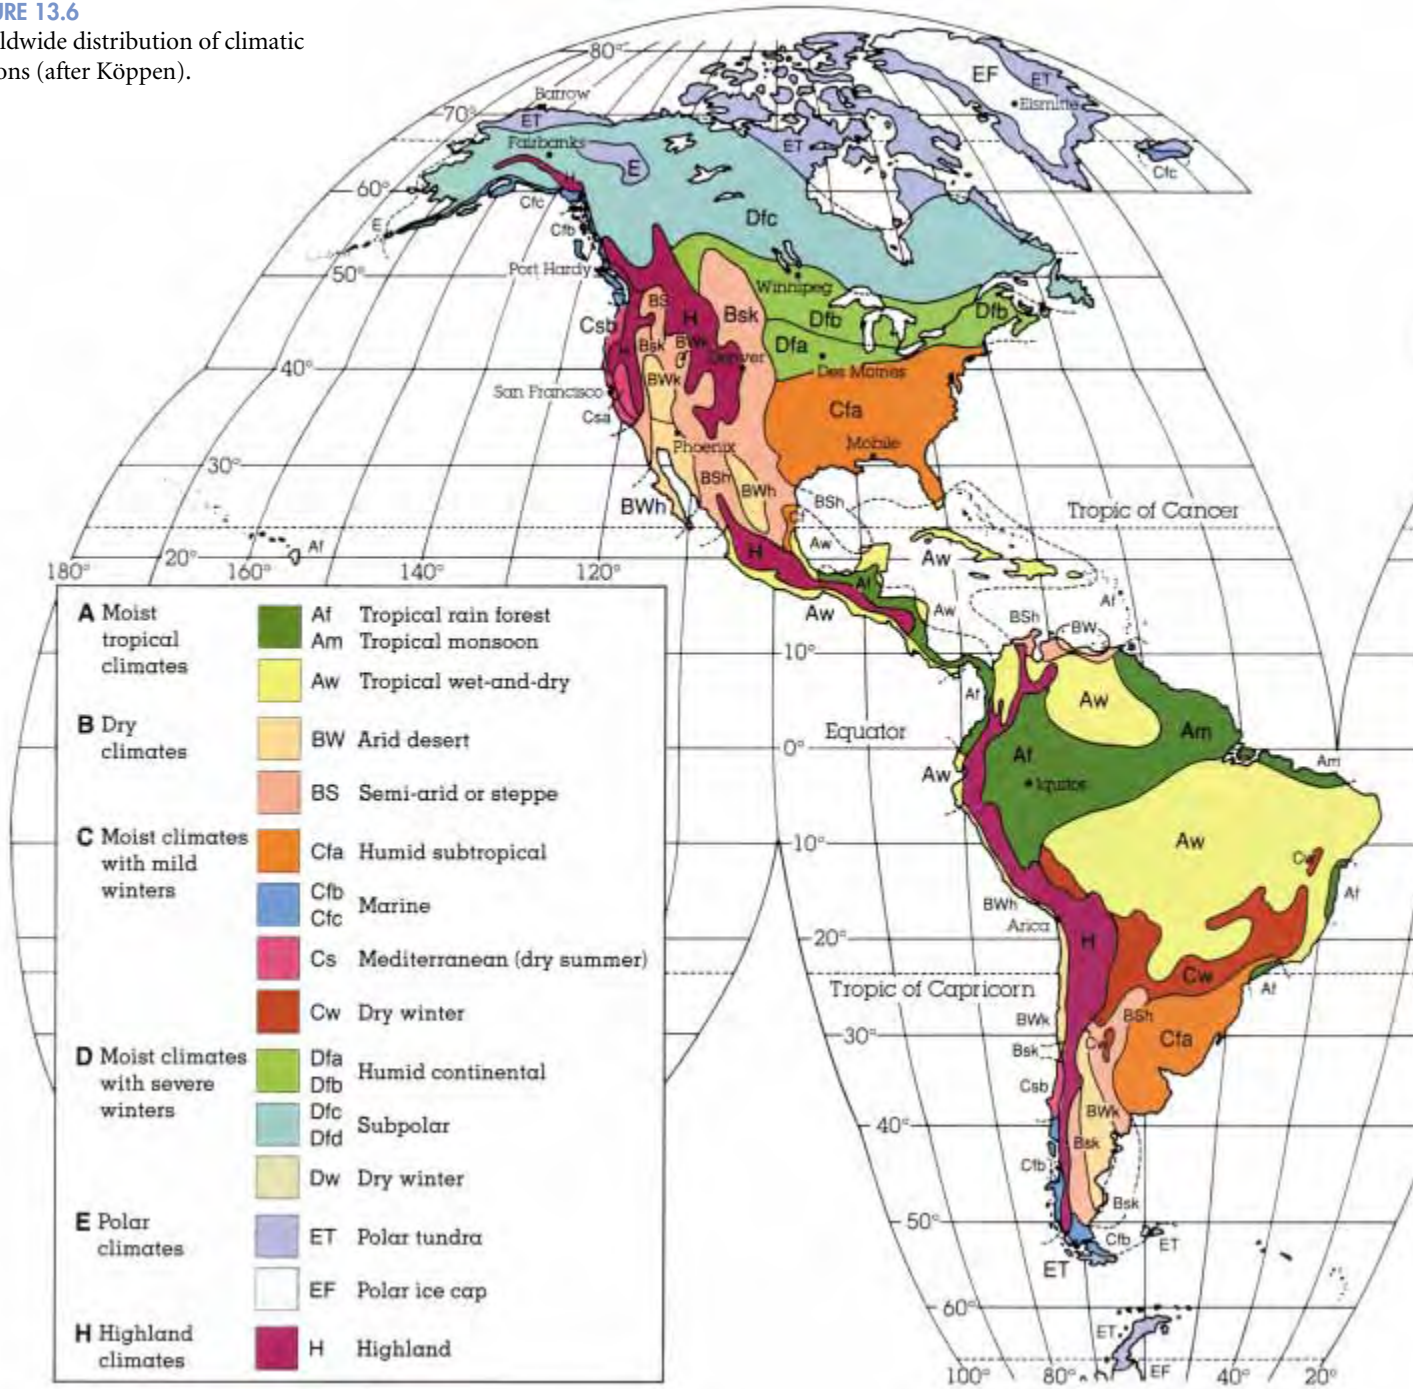 URE 13.6
ldwide distribution of climatic
ons (after Köppen).
80°
EF
ET
Eismitte
Barrow
70°
ET
Fairbanks
ET
E
H
Cfc
60°
Cfc
E
Cfb
Dfc
50°
Port Hardy
Winnipeg
BS
Bsk
H
Dfb
Dfb
Csb
H
Bsk
BWk
Denver
Dfa
Des Moines
40°
BWk
San Francisco
Csa
Cfa
Mobile
Phoenix
30°
BSh
BWh
BWh
BSh
Cf
Tropic of Cancer
Af
Aw
Aw
20°
H
180°
160°
140°
120°
Af
Aw
Aw
Af
BSh
BW
10°
Af
Aw
Equator
0°
Af
Am
Am
Aw
Iquitos
10°
Aw
Cw
Af
BWh
Arica
20°
H
Cw
Af
Tropic of Capricorn
BWk
30°
BSh
Cw
Cfa
Bsk
Csb
BWk
40°
Bsk
Cfb
Bsk
50°
Cfb
ET
ET
60°
ET
EF
100°
80°
40°
20°
A Moist
tropical
climates
Af Tropical rain forest
Am Tropical monsoon
Aw Tropical wet-and-dry
B Dry
climates
BW Arid desert
BS Semi-arid or steppe
C Moist climates
with mild
winters
Cfa Humid subtropical
Cfb
Cfc
Marine
Cs Mediterranean (dry summer)
Cw Dry winter
D Moist climates
with severe
winters
Dfa
Dfb
Humid continental
Dfc
Dfd
Subpolar
Dw Dry winter
E Polar
climates
ET Polar tundra
EF Polar ice cap
H Highland
climates
H Highland